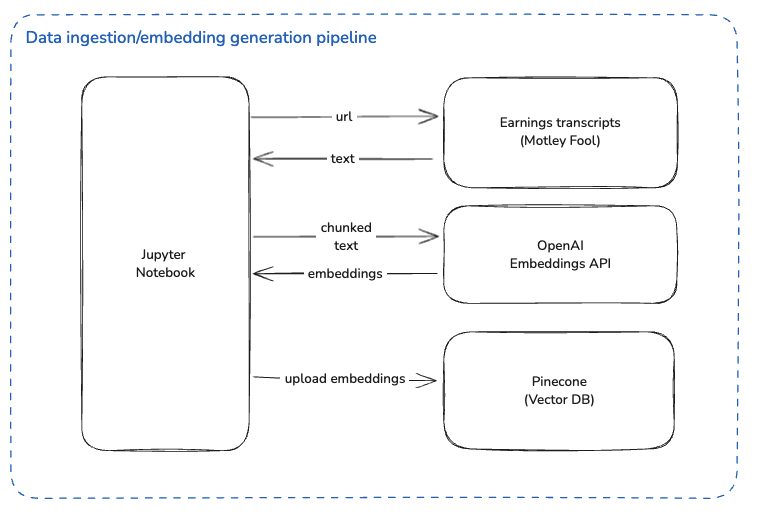 Data ingestion/embedding generation pipeline
url
Earnings transcripts
(Motley Fool)
text
chunked
text
OpenAI
Embeddings API
Jupyter
Notebook
embeddings
upload embeddings
Pinecone
(Vector DB)